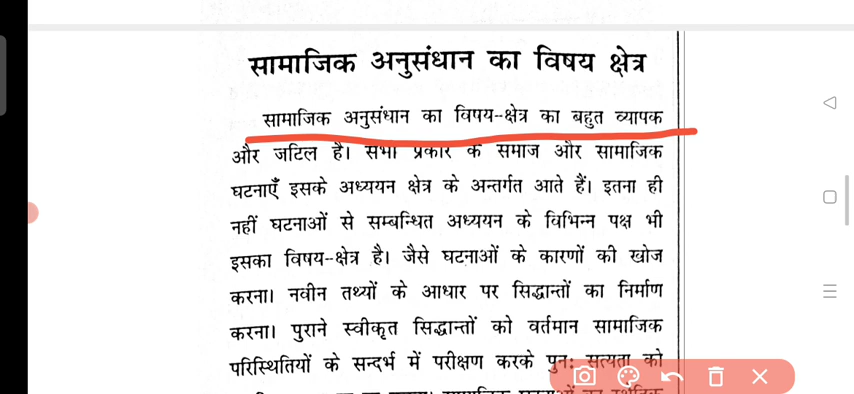 सामाजिक अनुसंधान का विषय क्षेत्र
सामाजिक अनुसंधान का विषय-क्षेत्र का बहुत व्यापक
और जटिल है। सभी प्रकार के समाज और सामाजिक
घटनाएँ इसके अध्ययन क्षेत्र के अन्तर्गत आते हैं। इतना ही
नहीं घटनाओं से सम्बन्धित अध्ययन के विभिन्न पक्ष भी
इसका विषय-क्षेत्र है। जैसे घटनाओं के कारणों की खोज
करना। नवीन तथ्यों के आधार पर सिद्धान्तों का निर्माण
करना। पुराने स्वीकृत सिद्धान्तों को वर्तमान सामाजिक
परिस्थितियों के सन्दर्भ में परीक्षण करके पुनः सत्यता को